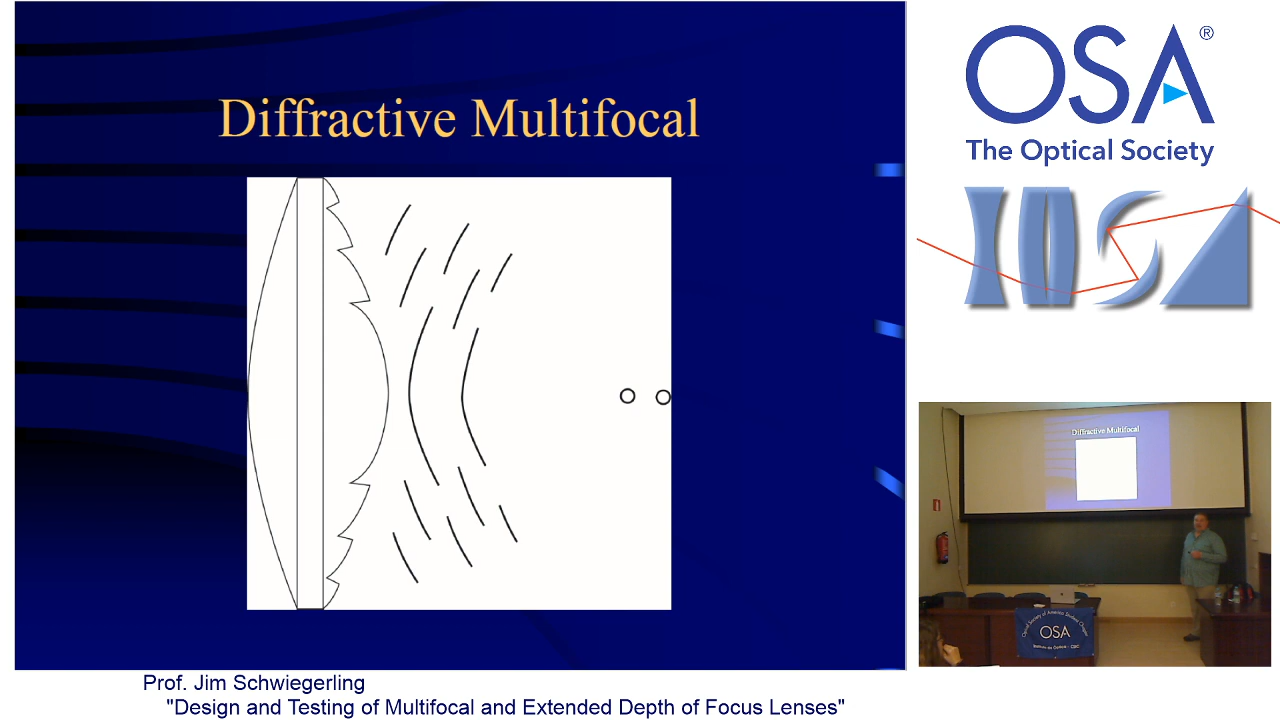 Diffractive Multifocal
OSA®
The Optical Society
IOSA
Diffractive Multifocal
OSA
Prof. Jim Schwiegerling
"Design and Testing of Multifocal and Extended Depth of Focus Lenses"